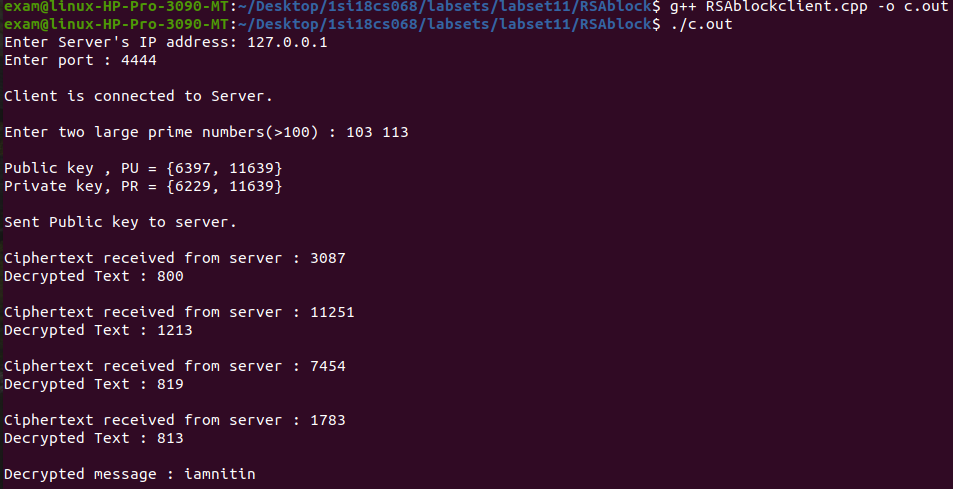 exam@linux-HP-Pro-3090-MT:~/Desktop/1si18cs068/labsets/labset11/RSAblock$ g++ RSAblockclient.cpp -o c.out
exam@linux-HP-Pro-3090-MT:~/Desktop/1si18cs068/labsets/labset11/RSAblock$ ./c.out
Enter Server's IP address: 127.0.0.1
Enter port : 4444
Client is connected to Server.
Enter two large prime numbers(>100) : 103 113
Public key , PU = {6397, 11639}
Private key, PR = {6229, 11639}
Sent Public key to server.
Ciphertext received from server : 3087
Decrypted Text : 800
Ciphertext received from server : 11251
Decrypted Text : 1213
Ciphertext received from server : 7454
Decrypted Text : 819
Ciphertext received from server : 1783
Decrypted Text : 813
Decrypted message : iamnitin